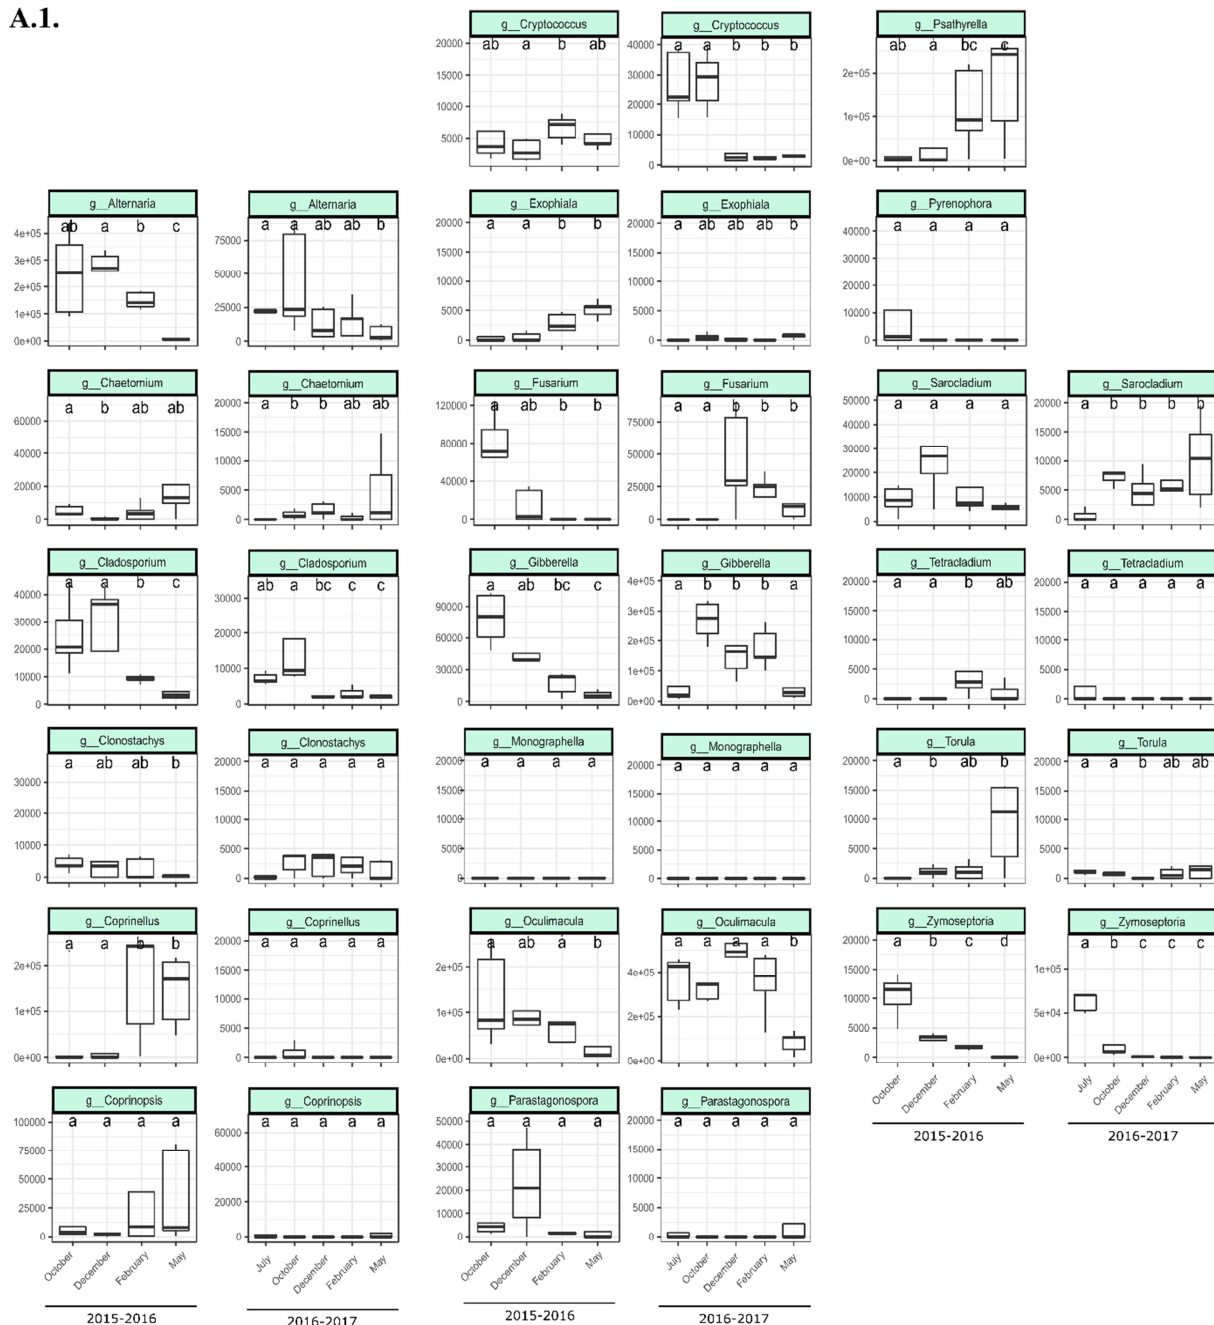 A.1.
g__Cryptococcus
ab a b ab
20000
15000
10000
5000
g__Cryptococcus
a a b b b
40000
30000
20000
10000
0
g__Psathyrella
ab a bc c
2e+05
1e+05
0e+00
g__Alternaria
ab a b c
4e+05
3e+05
2e+05
1e+05
0e+00
g__Alternaria
a a ab ab b
75000
50000
25000
0
g__Exophiala
a a b b
20000
15000
10000
5000
0
g__Exophiala
a ab ab ab b
20000
15000
10000
5000
0
g__Pyrenophora
a a a a
40000
30000
20000
10000
0
g__Chaetomium
a b ab ab
60000
40000
20000
0
g__Chaetomium
a b b ab ab
20000
15000
10000
5000
0
g__Fusarium
a ab b b
120000
80000
40000
0
g__Fusarium
a a b b b
75000
50000
25000
0
g__Sarocladium
a a a a
50000
40000
30000
20000
10000
0
g__Sarocladium
a b b b b
20000
15000
10000
5000
0
g__Cladosporium
a a b c
40000
30000
20000
10000
0
g__Cladosporium
ab a bc c c
30000
20000
10000
0
g__Gibberella
a ab bc c
90000
60000
30000
0
g__Gibberella
a b b b a
4e+05
3e+05
2e+05
1e+05
0e+00
g__Tetracladium
a a b ab
20000
15000
10000
5000
0
g__Tetracladium
a a a a a
20000
15000
10000
5000
0
g__Clonostachys
a ab ab b
30000
20000
10000
0
g__Clonostachys
a a a a a
20000
15000
10000
5000
0
g__Monographella
a a a a
20000
15000
10000
5000
0
g__Monographella
a a a a a
20000
15000
10000
5000
0
g__Torula
a b ab b
20000
15000
10000
5000
0
g__Torula
a a b ab ab
20000
15000
10000
5000
0
g__Coprinellus
a a b b
2e+05
1e+05
0e+00
g__Coprinellus
a a a a a
20000
15000
10000
5000
0
g__Oculimacula
a ab a b
2e+05
1e+05
0e+00
g__Oculimacula
a a a a b
4e+05
2e+05
0e+00
g__Zymoseptoria
a b c d
20000
15000
10000
5000
0
October December February May
2015-2016
g__Zymoseptoria
a b c c c
1e+05
5e+04
0e+00
July October December February May
2016-2017
g__Coprinopsis
a a a a
100000
75000
50000
25000
0
October December February May
2015-2016
g__Coprinopsis
a a a a a
60000
40000
20000
0
July October December February May
2016-2017
g__Parastagonospora
a a a a
50000
40000
30000
20000
10000
0
October December February May
2015-2016
g__Parastagonospora
a a a a a
20000
15000
10000
5000
0
July October December February May
2016-2017